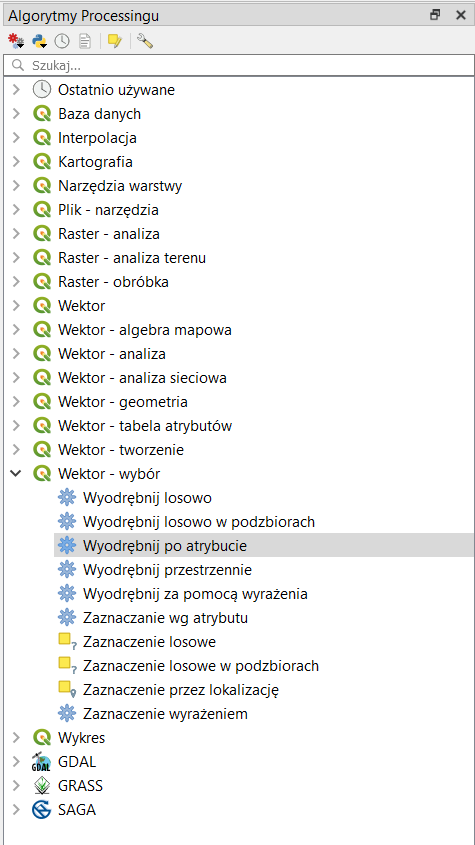 Algorytmy Processingu
Szukaj...
Ostatnio używane
Baza danych
Interpolacja
Kartografia
Narzędzia warstwy
Plik - narzędzia
Raster - analiza
Raster - analiza terenu
Raster - obróbka
Wektor
Wektor - algebra mapowa
Wektor - analiza
Wektor - analiza sieciowa
Wektor - geometria
Wektor - tabela atrybutów
Wektor - tworzenie
Wektor - wybór
Wyodrębnij losowo
Wyodrębnij losowo w podzbiorach
Wyodrębnij po atrybucie
Wyodrębnij przestrzennie
Wyodrębnij za pomocą wyrażenia
Zaznaczanie wg atrybutu
Zaznaczenie losowe
Zaznaczenie losowe w podzbiorach
Zaznaczenie przez lokalizację
Zaznaczenie wyrażeniem
Wykres
GDAL
GRASS
SAGA